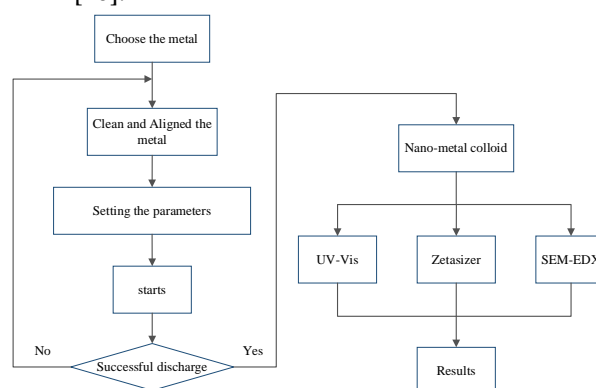 Choose the metal
Clean and Aligned the
metal
Setting the parameters
starts
No
Successful discharge
Yes
Nano-metal colloid
UV-Vis
Zetasizer
SEM-EDX
Results